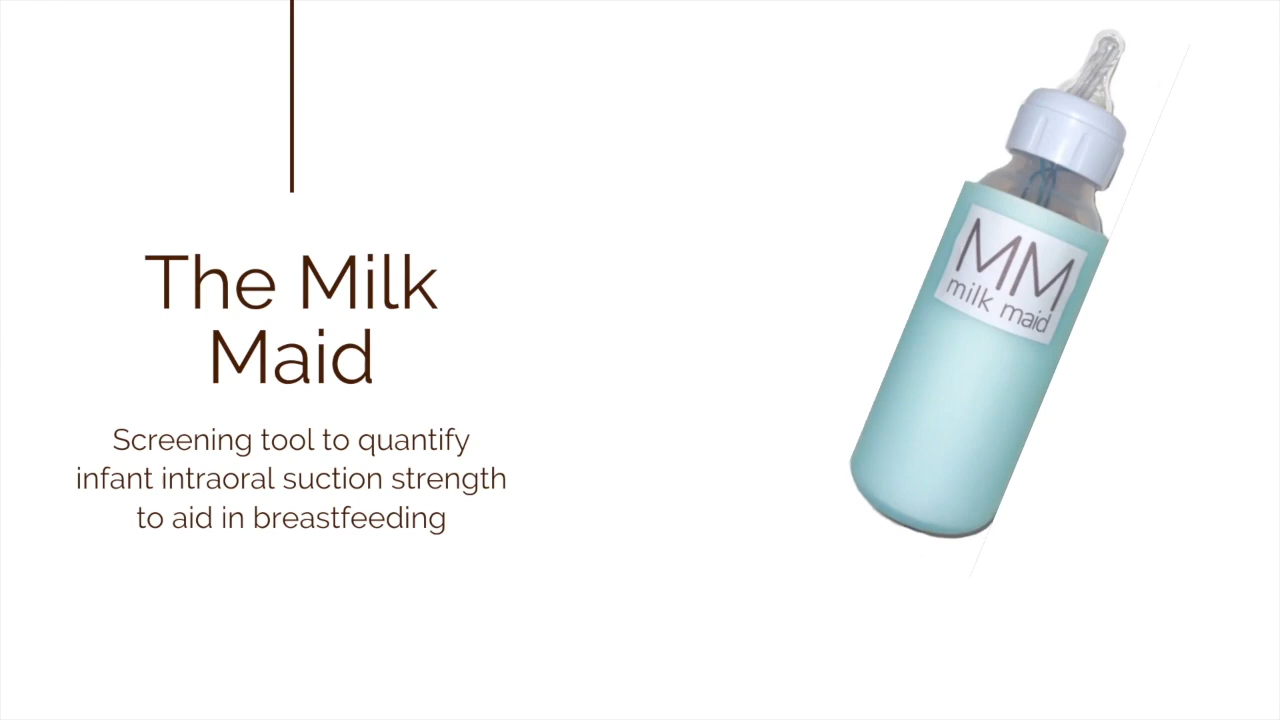 The Milk
Maid
Screening tool to quantify
infant intraoral suction strength
to aid in breastfeeding
MM
milk maid